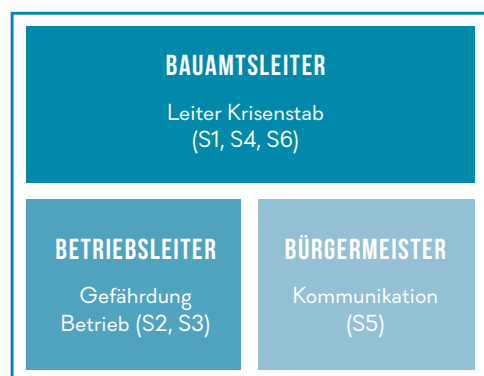 BAUAMTSLEITER
Leiter Krisenstab
(S1, S4, S6)
BETRIEBSLEITER
Gefährdung
Betrieb (S2, S3)
BÜRGERMEISTER
Kommunikation
(S5)